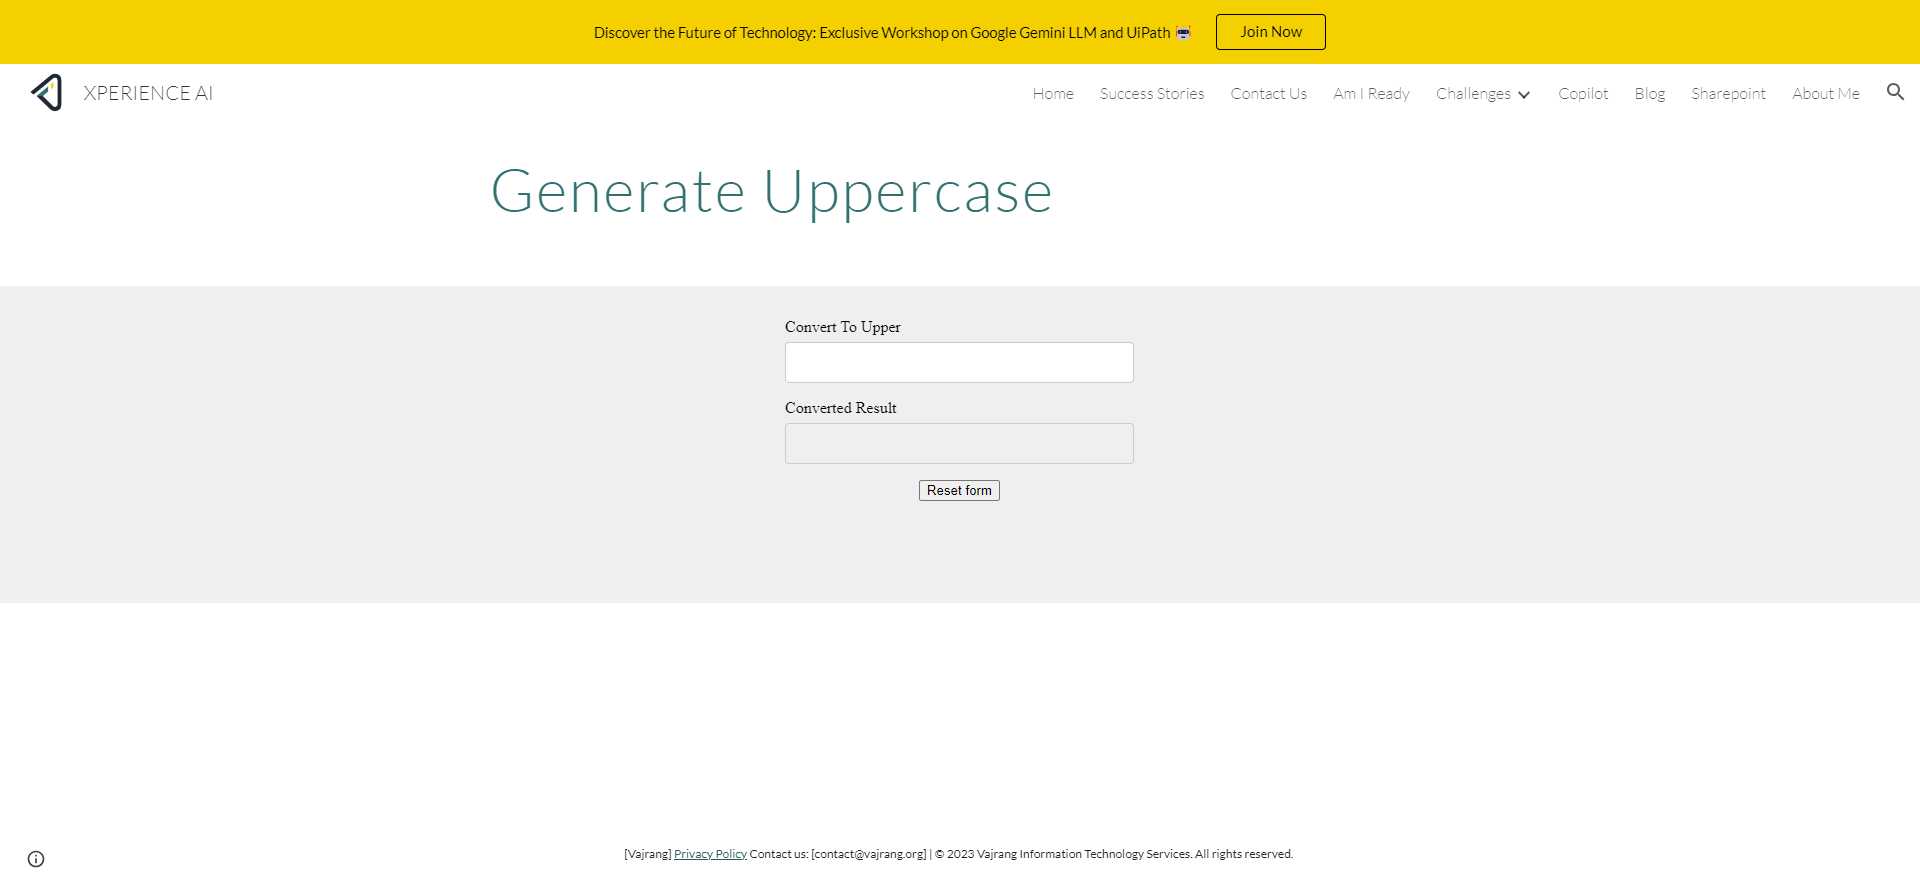 Discover the Future of Technology: Exclusive Workshop on Google Gemini LLM and UiPath 🤖 Join Now
XPERIENCE AI Home Success Stories Contact Us Am I Ready Challenges Copilot Blog Sharepoint About Me
Generate Uppercase
Convert To Upper
Converted Result
Reset form
[Vajrang] Privacy Policy Contact us: [contact@vajrang.org] | © 2023 Vajrang Information Technology Services. All rights reserved.